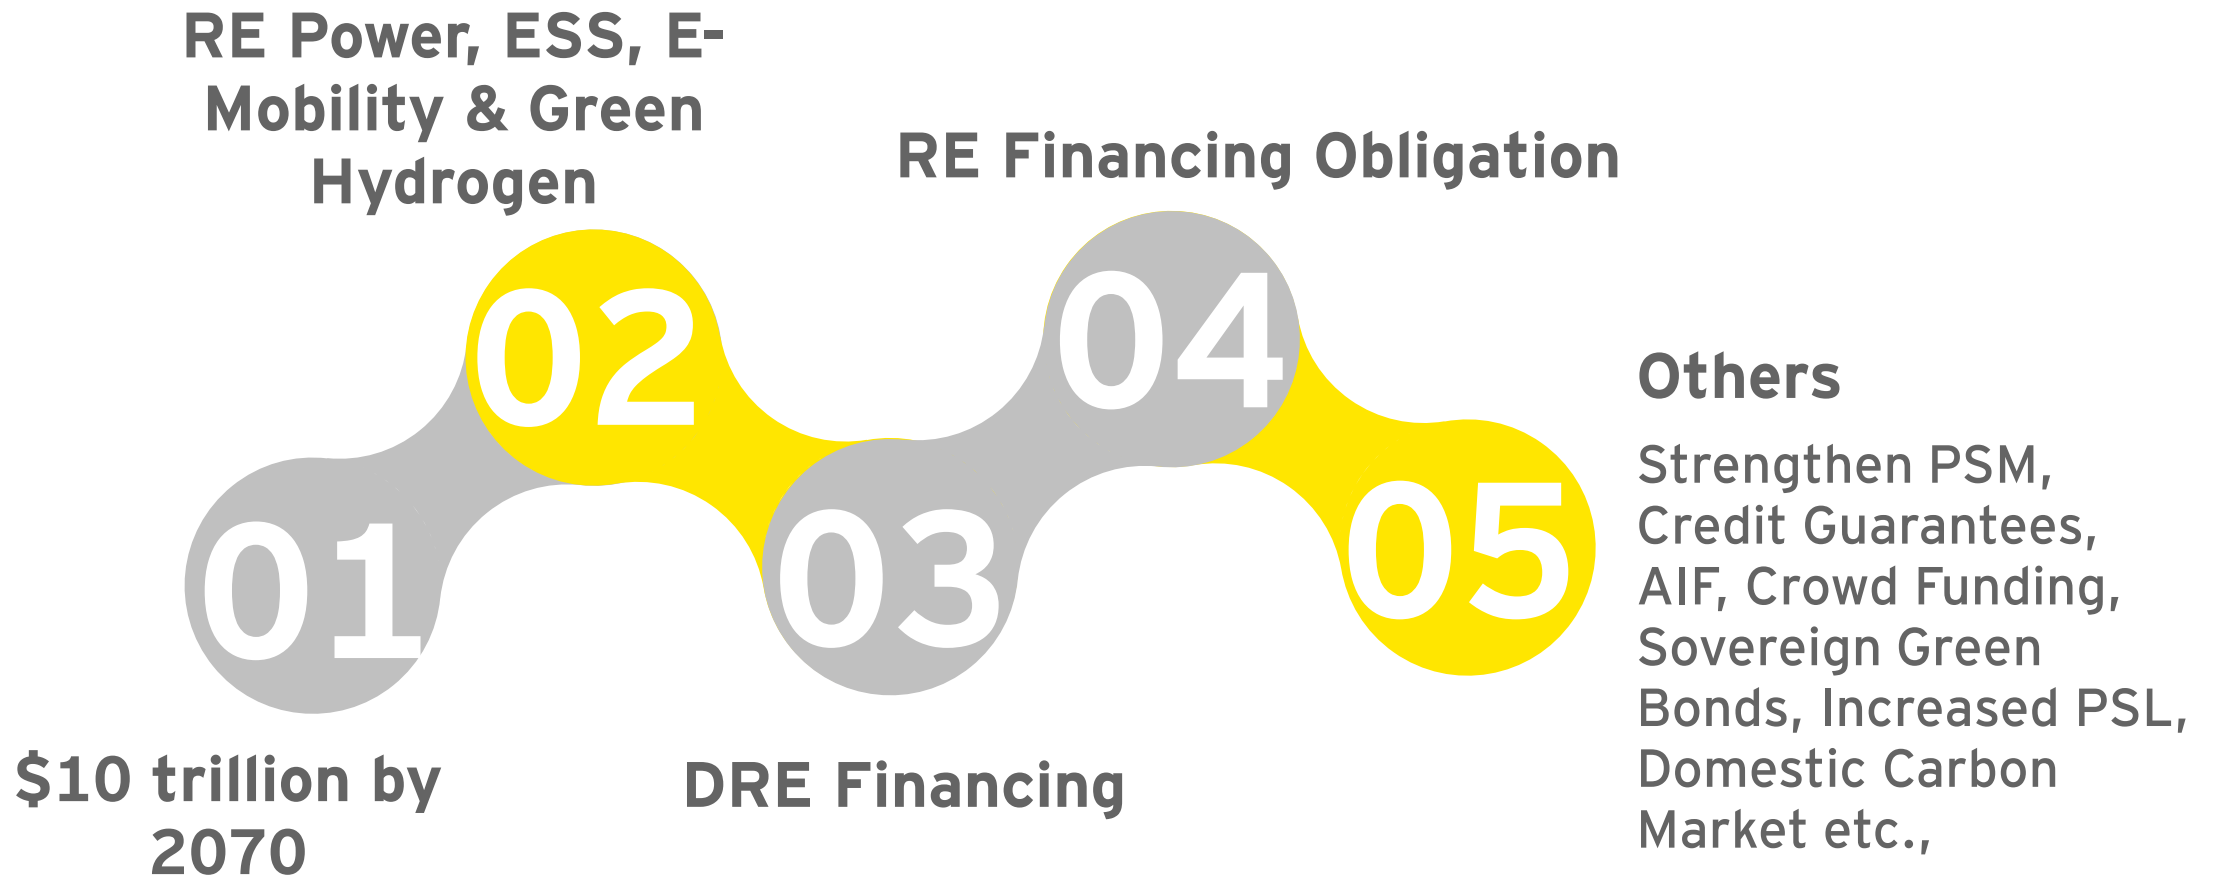 RE Power, ESS, E-
Mobility & Green
Hydrogen
RE Financing Obligation
02
04
01
03
05
Others
Strengthen PSM,
Credit Guarantees,
AIF, Crowd Funding,
Sovereign Green
Bonds, Increased PSL,
Domestic Carbon
Market etc.,
$10 trillion by
2070
DRE Financing